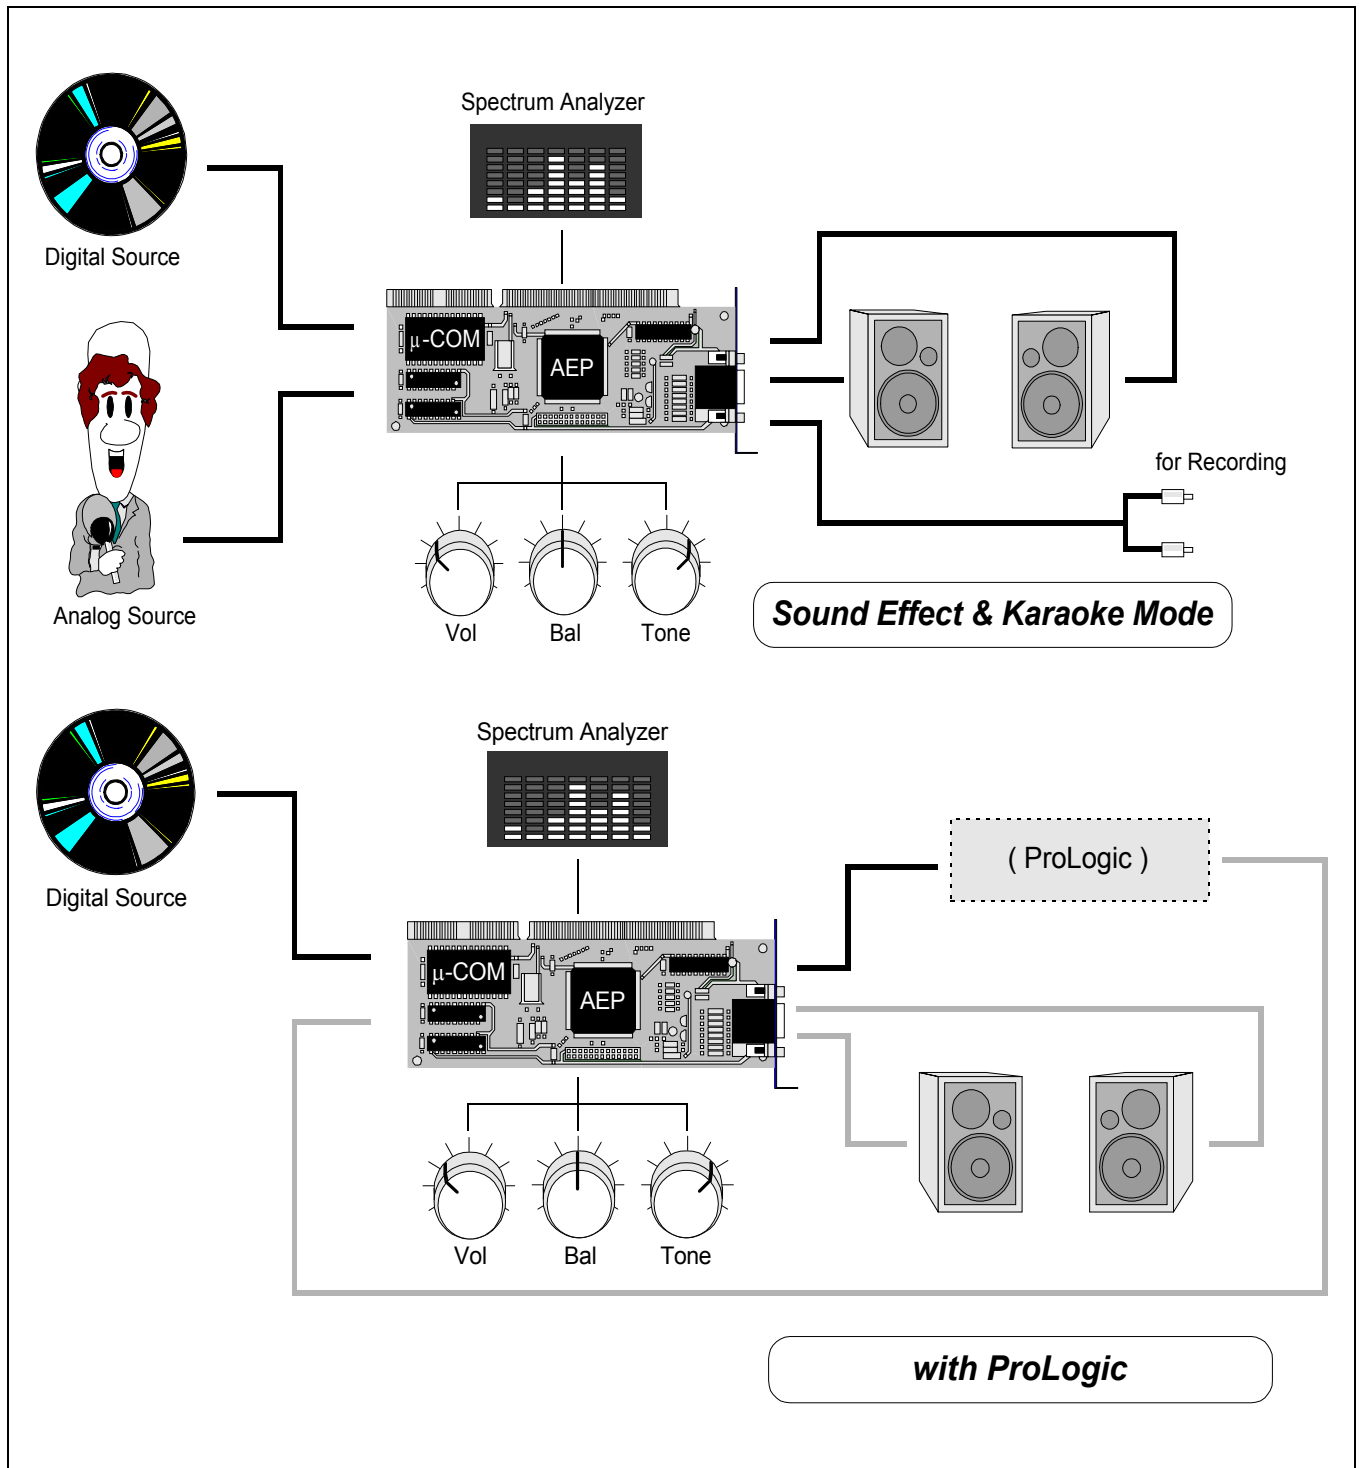 Spectrum Analyzer
Digital Source
μ-COM
AEP
for Recording
Analog Source
Vol
Bal
Tone
Sound Effect & Karaoke Mode
Spectrum Analyzer
( ProLogic )
Digital Source
μ-COM
AEP
Vol
Bal
Tone
with ProLogic